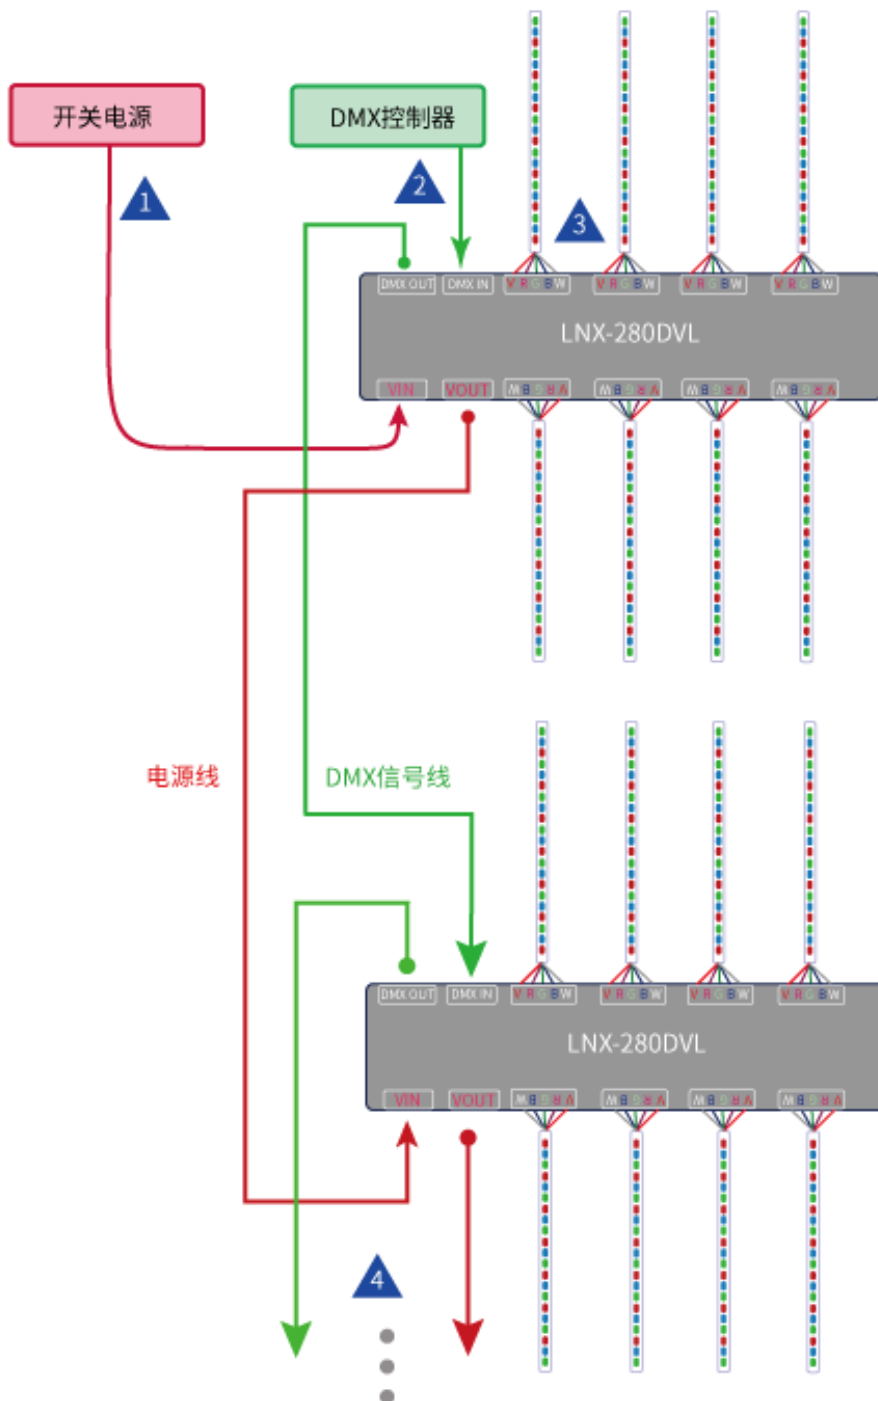 开关电源
DMX控制器
1
2
3
DMX OUT
DMX IN
V R G B W
V R G B W
V R G B W
V R G B W
LNX-280DVL
VIN
VOUT
V R G B W
V R G B W
V R G B W
V R G B W
电源线
DMX信号线
DMX OUT
DMX IN
V R G B W
V R G B W
V R G B W
V R G B W
LNX-280DVL
VIN
VOUT
V R G B W
V R G B W
V R G B W
V R G B W
4